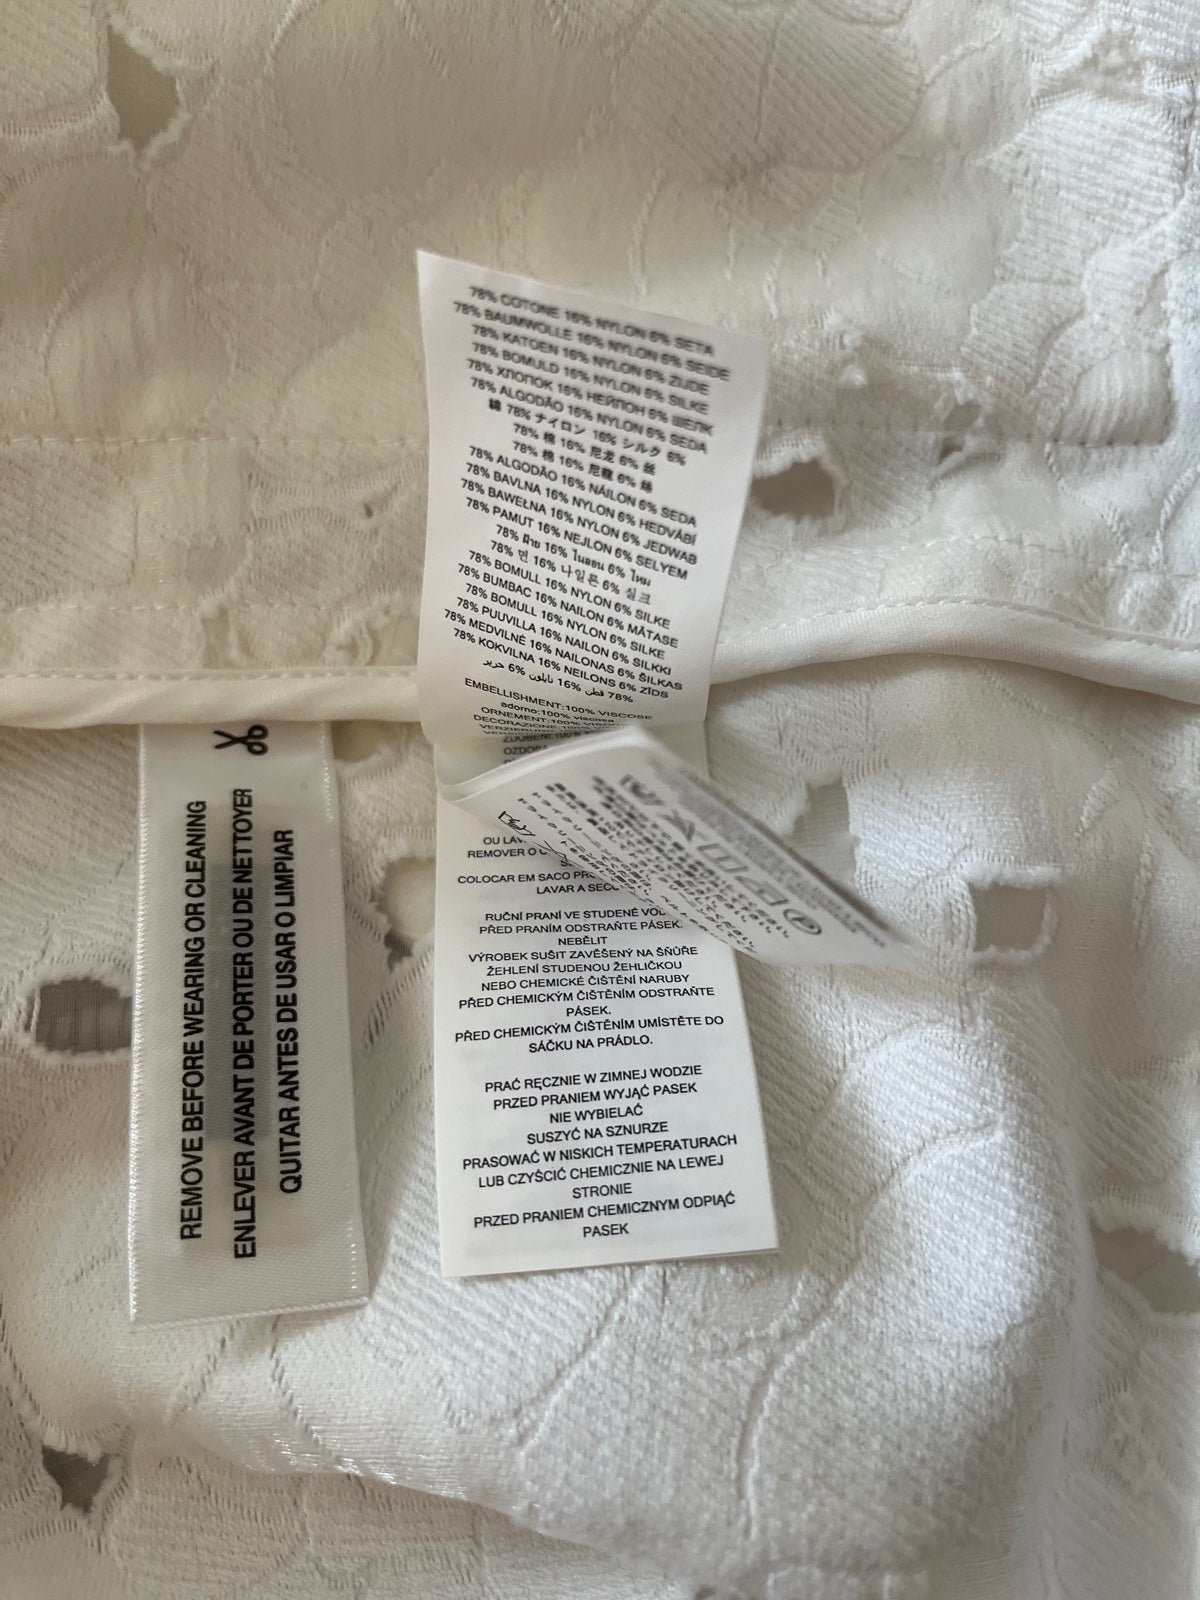 78% COTONE 16% NYLON 6% SETA
78% BAUMWOLLE 16% NYLON 6% SEIDE
78% KATOEN 16% NYLON 6% ZIJDE
78% BOMULD 16% NYLON 6% SILKE
78% ХЛОПОК 16% НЕЙЛОН 6% ШЕЛК
78% ALGODÃO 16% NYLON 6% SEDA
綿 78% ナイロン 16% シルク 6%
78% 棉 16% 尼龙 6% 丝
78% 棉 16% 尼龍 6% 絲
78% ALGODÃO 16% NÁILON 6% SEDA
78% BAVLNA 16% NYLON 6% HEDVÁBÍ
78% BAWEŁNA 16% NYLON 6% JEDWAB
78% PAMUT 16% NEJLON 6% SELYEM
78% ฝ้าย 16% ไนลอน 6% ไหม
78% 면 16% 나일론 6% 실크
78% BOMULL 16% NYLON 6% SILKE
78% BUMBAC 16% NAILON 6% MĂTASE
78% BOMULL 16% NYLON 6% SILKE
78% PUUVILLA 16% NAILON 6% SILKKI
78% MEDVILNĖ 16% NAILONAS 6% ŠILKAS
78% KOKVILNA 16% NEILONS 6% ZĪDS
78% قطن 16% نايلون 6% حرير
EMBELLISHMENT:100% VISCOSE
adorno:100% viscosa
ORNEMENT:100% VISCOSE
DECORAZIONE:100%
OU
REMOVER O
COLOCAR EM SACO
LAVAR A
RUČNÍ PRANÍ VE STUDENÉ
PŘED PRANÍM ODSTRAŇTE PÁSEK.
NEBĚLIT
VÝROBEK SUŠIT ZAVĚŠENÝ NA ŠŇŮŘE
ŽEHLENÍ STUDENOU ŽEHLIČKOU
NEBO CHEMICKÉ ČIŠTĚNÍ NARUBY
PŘED CHEMICKÝM ČIŠTĚNÍM ODSTRAŇTE
PÁSEK.
PŘED CHEMICKÝM ČIŠTĚNÍM UMÍSTĚTE DO
SÁČKU NA PRÁDLO.
PRAĆ RĘCZNIE W ZIMNEJ WODZIE
PRZED PRANIEM WYJĄĆ PASEK
NIE WYBIELAĆ
SUSZYĆ NA SZNURZE
PRASOWAĆ W NISKICH TEMPERATURACH
LUB CZYŚCIĆ CHEMICZNIE NA LEWEJ
STRONIE
PRZED PRANIEM CHEMICZNYM ODPIĄĆ
PASEK
REMOVE BEFORE WEARING OR CLEANING
ENLEVER AVANT DE PORTER OU DE NETTOYER
QUITAR ANTES DE USAR O LIMPIAR